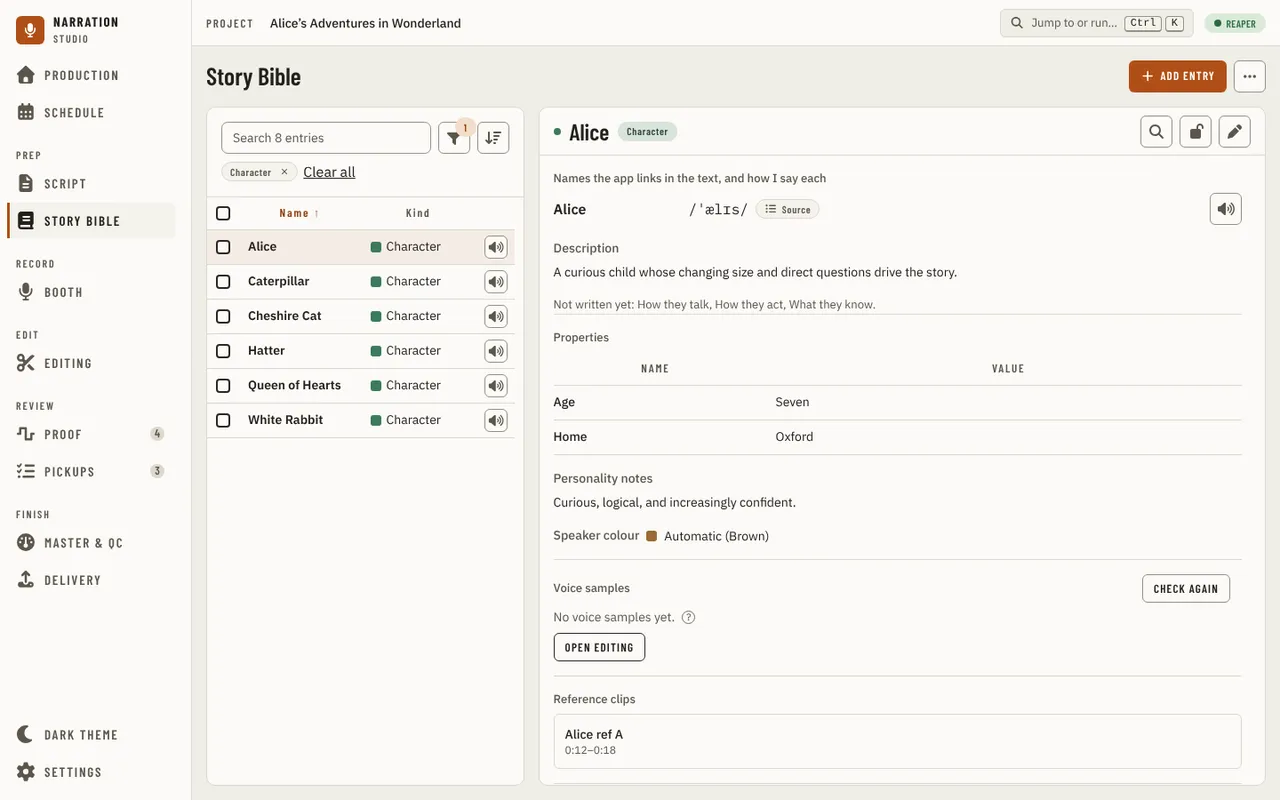 NARRATION
STUDIO
PROJECT Alice's Adventures in Wonderland
Jump to or run... Ctrl K
REAPER
PRODUCTION
SCHEDULE
PREP
SCRIPT
STORY BIBLE
RECORD
BOOTH
EDIT
EDITING
REVIEW
PROOF 4
PICKUPS 3
FINISH
MASTER & QC
DELIVERY
DARK THEME
SETTINGS
Story Bible
ADD ENTRY
Search 8 entries
1
Character ×
Clear all
Name ↑ Kind
Alice Character
Caterpillar Character
Cheshire Cat Character
Hatter Character
Queen of Hearts Character
White Rabbit Character
Alice Character
Names the app links in the text, and how I say each
Alice /ˈælɪs/ Source
Description
A curious child whose changing size and direct questions drive the story.
Not written yet: How they talk, How they act, What they know.
Properties
NAME VALUE
Age Seven
Home Oxford
Personality notes
Curious, logical, and increasingly confident.
Speaker colour Automatic (Brown)
Voice samples
CHECK AGAIN
No voice samples yet. ?
OPEN EDITING
Reference clips
Alice ref A
0:12–0:18